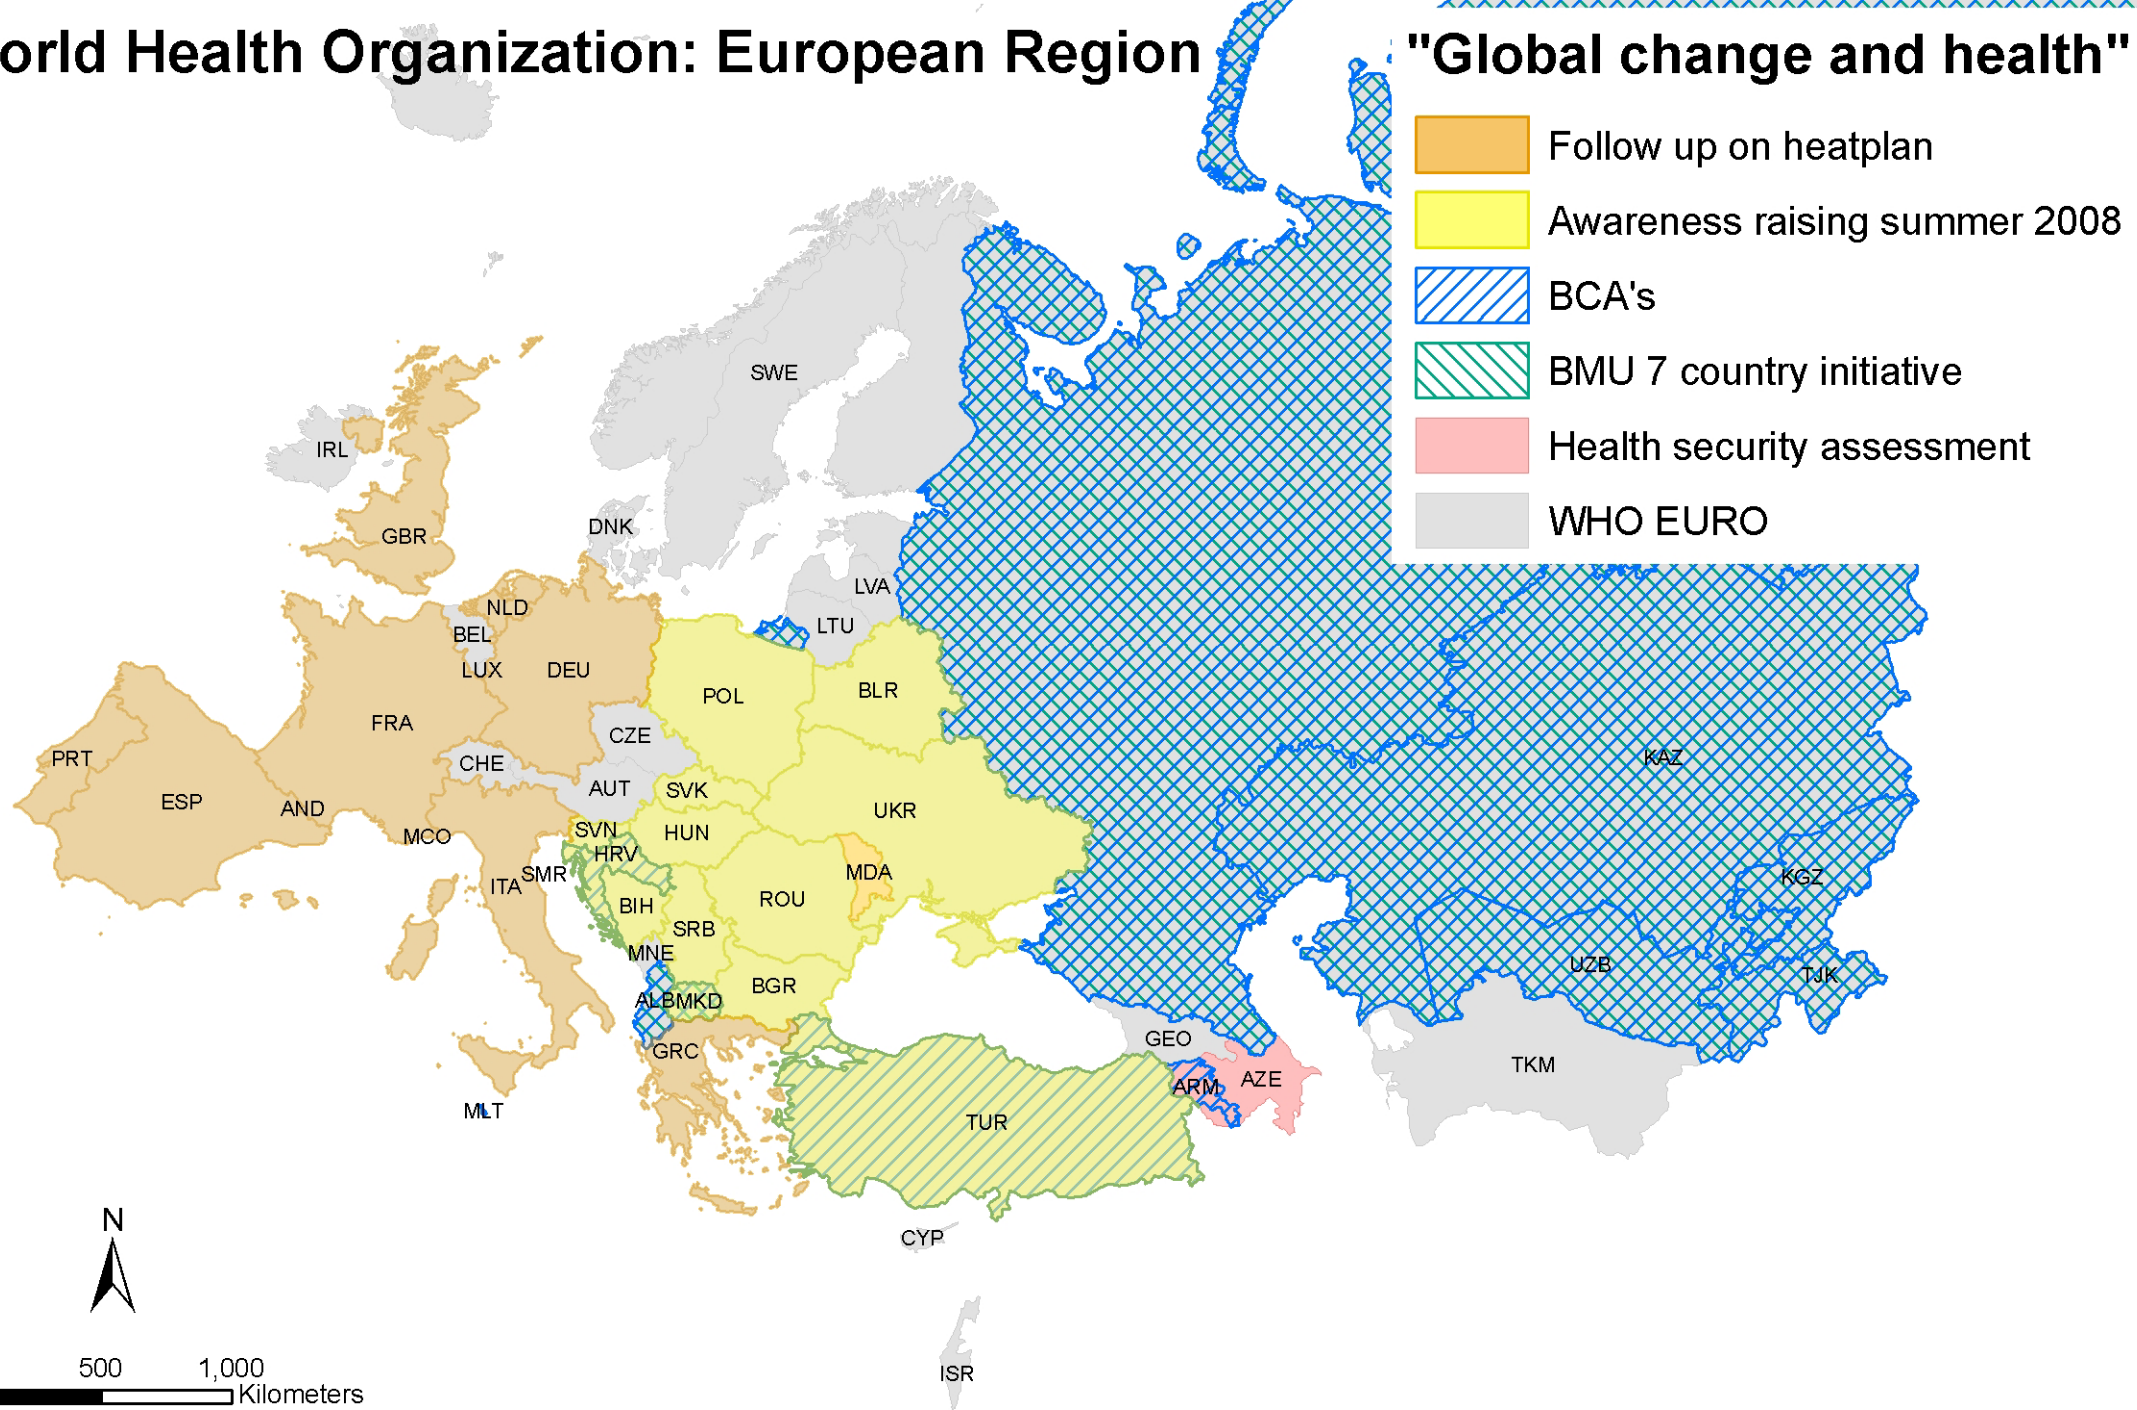 orld Health Organization: European Region
"Global change and health"
Follow up on heatplan
Awareness raising summer 2008
BCA's
BMU 7 country initiative
Health security assessment
WHO EURO
SWE
IRL
DNK
GBR
LVA
NLD
LTU
BEL
LUX
DEU
POL
BLR
FRA
CZE
PRT
CHE
KAZ
AUT
SVK
ESP
AND
UKR
MCO
SVN
HUN
HRV
SMR
MDA
ITA
KGZ
BIH
ROU
SRB
MNE
UZB
TJK
BGR
ALB
MKD
GEO
GRC
TKM
ARM
AZE
MLT
TUR
CYP
ISR
N
500 1,000
Kilometers